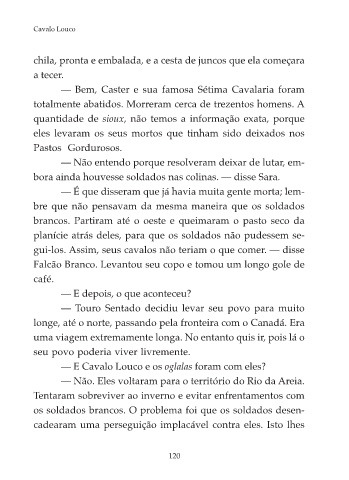 Cavalo Louco
chila, pronta e embalada, e a cesta de juncos que ela começara
a tecer.
— Bem, Caster e sua famosa Sétima Cavalaria foram
totalmente abatidos. Morreram cerca de trezentos homens. A
quantidade de sioux, não temos a informação exata, porque
eles levaram os seus mortos que tinham sido deixados nos
Pastos Gordurosos.
— Não entendo porque resolveram deixar de lutar, em-
bora ainda houvesse soldados nas colinas. — disse Sara.
— É que disseram que já havia muita gente morta; lem-
bre que não pensavam da mesma maneira que os soldados
brancos. Partiram até o oeste e queimaram o pasto seco da
planície atrás deles, para que os soldados não pudessem se-
gui-los. Assim, seus cavalos não teriam o que comer. — disse
Falcão Branco. Levantou seu copo e tomou um longo gole de
café.
— E depois, o que aconteceu?
— Touro Sentado decidiu levar seu povo para muito
longe, até o norte, passando pela fronteira com o Canadá. Era
uma viagem extremamente longa. No entanto quis ir, pois lá o
seu povo poderia viver livremente.
— E Cavalo Louco e os oglalas foram com eles?
— Não. Eles voltaram para o território do Rio da Areia.
Tentaram sobreviver ao inverno e evitar enfrentamentos com
os soldados brancos. O problema foi que os soldados desen-
cadearam uma perseguição implacável contra eles. Isto lhes
120